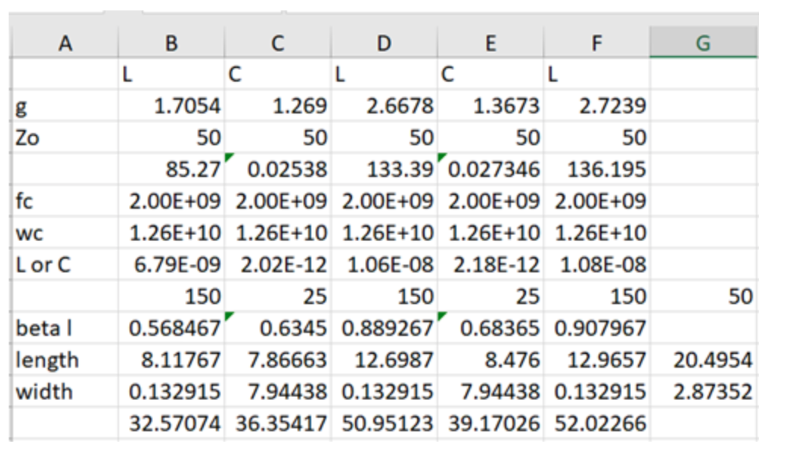 A B C D E F G
L C L C L
g 1.7054 1.269 2.6678 1.3673 2.7239
Zo 50 50 50 50 50
85.27 0.02538 133.39 0.027346 136.195
fc 2.00E+09 2.00E+09 2.00E+09 2.00E+09 2.00E+09
wc 1.26E+10 1.26E+10 1.26E+10 1.26E+10 1.26E+10
L or C 6.79E-09 2.02E-12 1.06E-08 2.18E-12 1.08E-08
150 25 150 25 150 50
beta l 0.568467 0.6345 0.889267 0.68365 0.907967
length 8.11767 7.86663 12.6987 8.476 12.9657 20.4954
width 0.132915 7.94438 0.132915 7.94438 0.132915 2.87352
32.57074 36.35417 50.95123 39.17026 52.02266